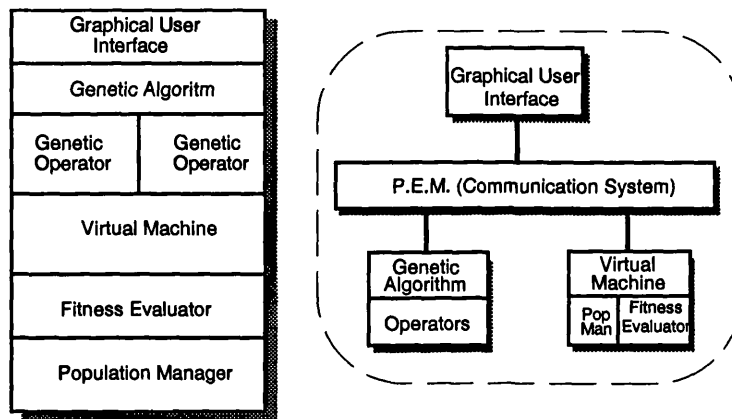 Graphical User
Interface
Genetic Algoritm
Genetic
Operator
Genetic
Operator
Virtual Machine
Fitness Evaluator
Population Manager
Graphical User
Interface
P.E.M. (Communication System)
Genetic
Algorithm
Operators
Virtual
Machine
Pop
Man
Fitness
Evaluator